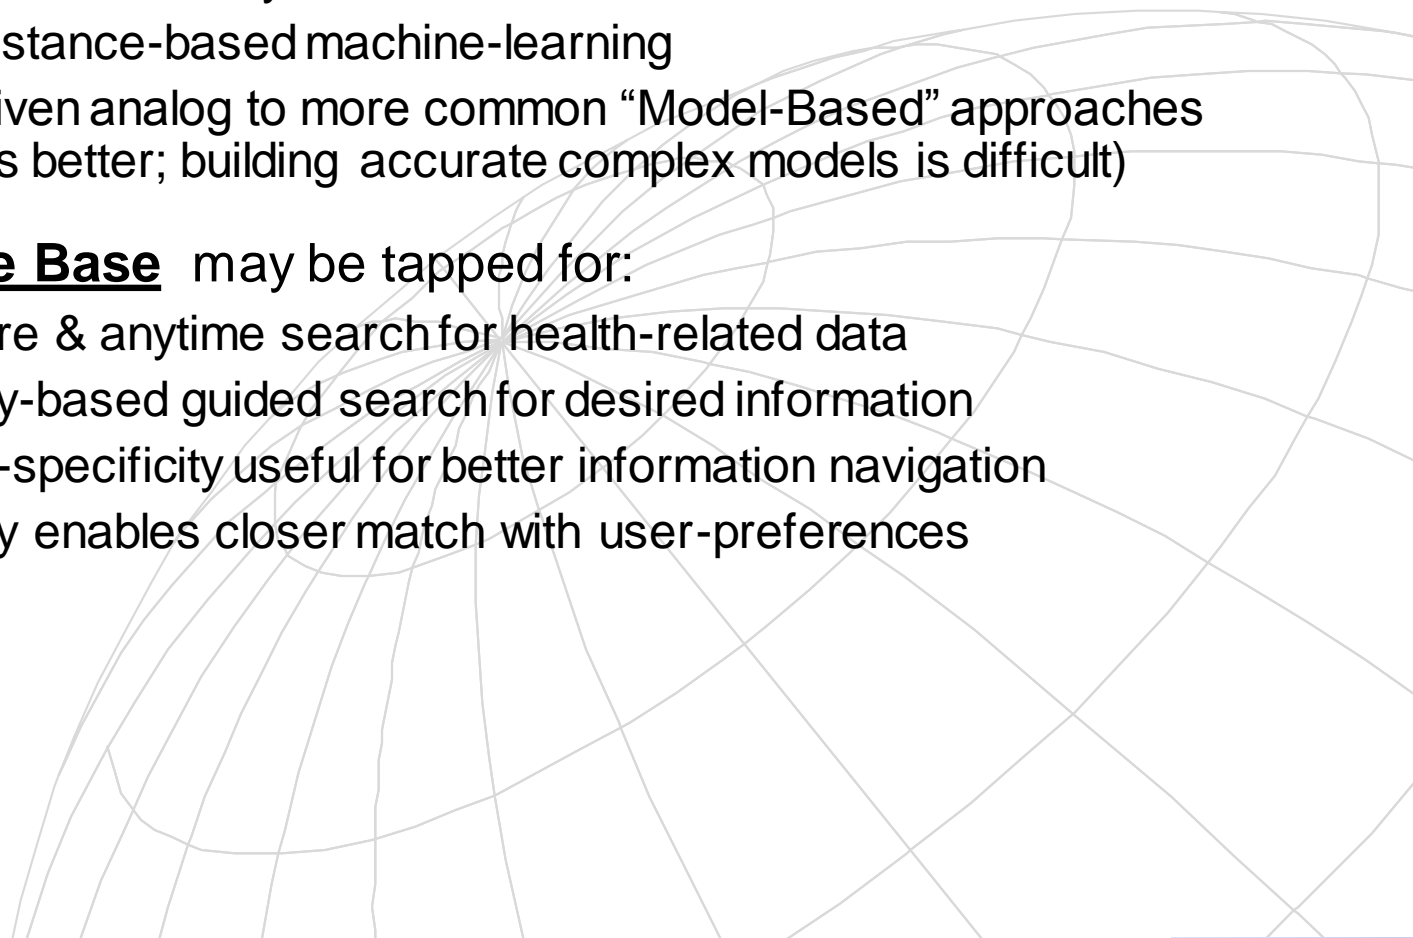 stance-based machine-learning
iven analog to more common “Model-Based” approaches
s better; building accurate complex models is difficult)
e Base may be tapped for:
re & anytime search for health-related data
y-based guided search for desired information
-specificity useful for better information navigation
y enables closer match with user-preferences